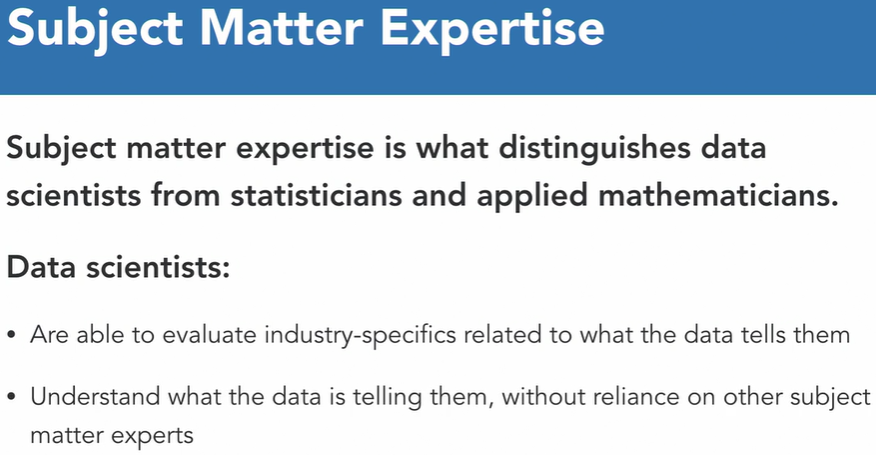 Subject Matter Expertise
Subject matter expertise is what distinguishes data
scientists from statisticians and applied mathematicians.
Data scientists:
• Are able to evaluate industry-specifics related to what the data tells them
• Understand what the data is telling them, without reliance on other subject
matter experts